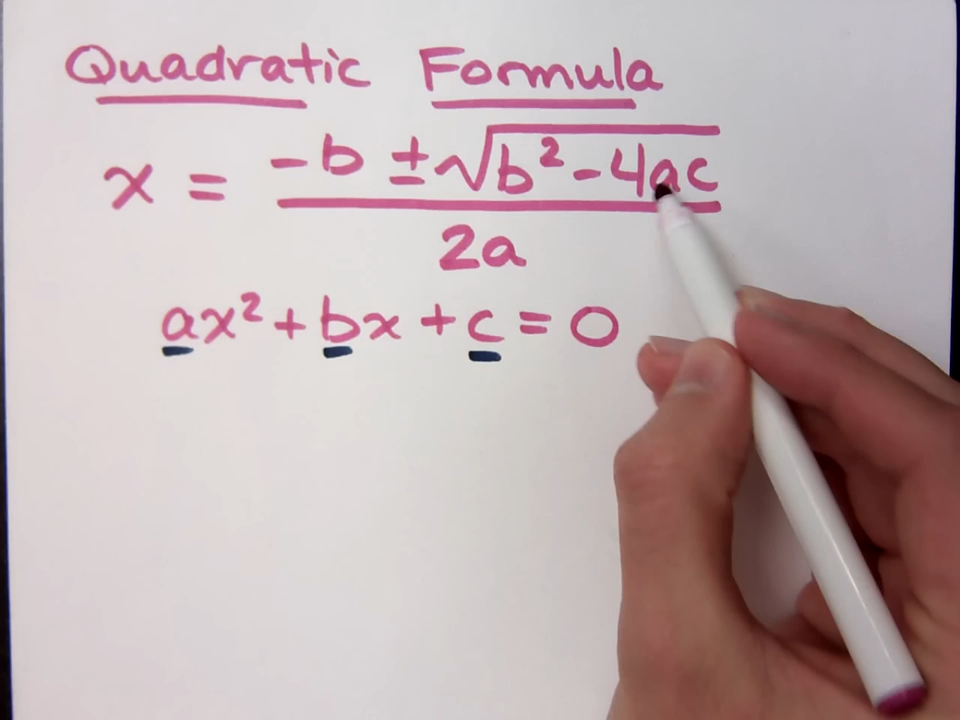 Quadratic Formula
x = -b ± √b² - 4ac
2a
ax² + bx + c = 0